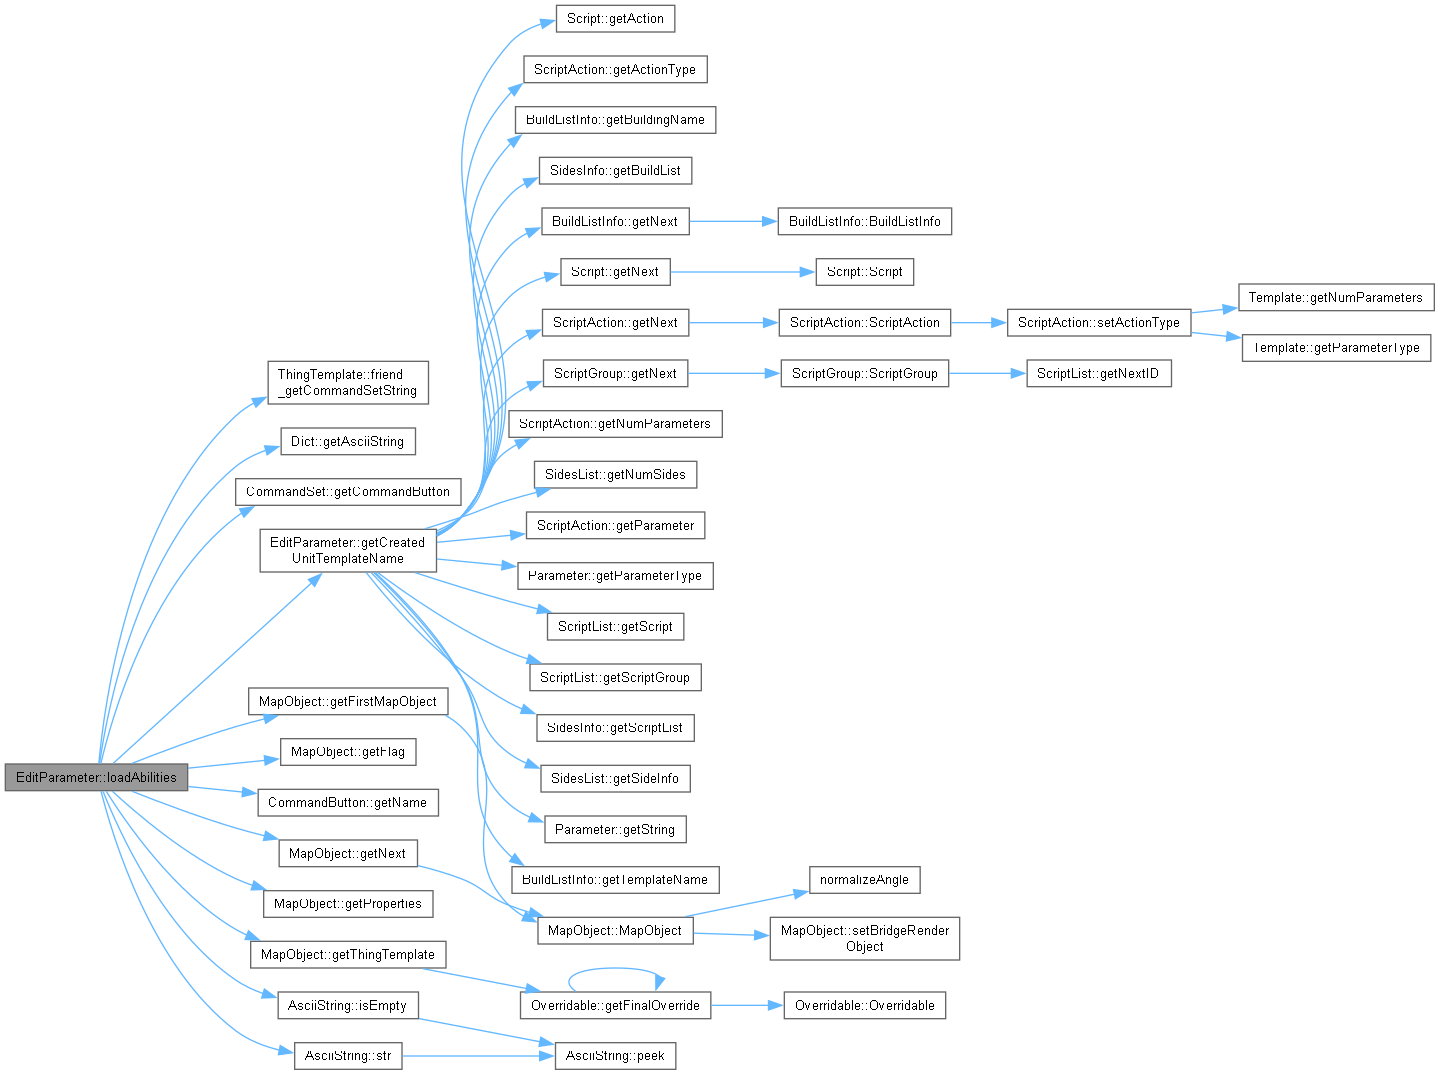 Script::getAction
ScriptAction::getActionType
BuildListInfo::getBuildingName
SidesInfo::getBuildList
BuildListInfo::getNext
BuildListInfo::BuildListInfo
Script::getNext
Script::Script
Template::getNumParameters
ScriptAction::getNext
ScriptAction::ScriptAction
ScriptAction::setActionType
Template::getParameterType
ScriptGroup::getNext
ScriptGroup::ScriptGroup
ScriptList::getNextID
ThingTemplate::friend
_getCommandSetString
ScriptAction::getNumParameters
Dict::getAsciiString
SidesList::getNumSides
CommandSet::getCommandButton
ScriptAction::getParameter
EditParameter::getCreated
UnitTemplateName
Parameter::getParameterType
ScriptList::getScript
ScriptList::getScriptGroup
MapObject::getFirstMapObject
SidesInfo::getScriptList
MapObject::getFlag
EditParameter::loadAbilities
SidesList::getSideInfo
CommandButton::getName
Parameter::getString
MapObject::getNext
BuildListInfo::getTemplateName
normalizeAngle
MapObject::getProperties
MapObject::MapObject
MapObject::setBridgeRender
Object
MapObject::getThingTemplate
AsciiString::isEmpty
Overridable::getFinalOverride
Overridable::Overridable
AsciiString::str
AsciiString::peek